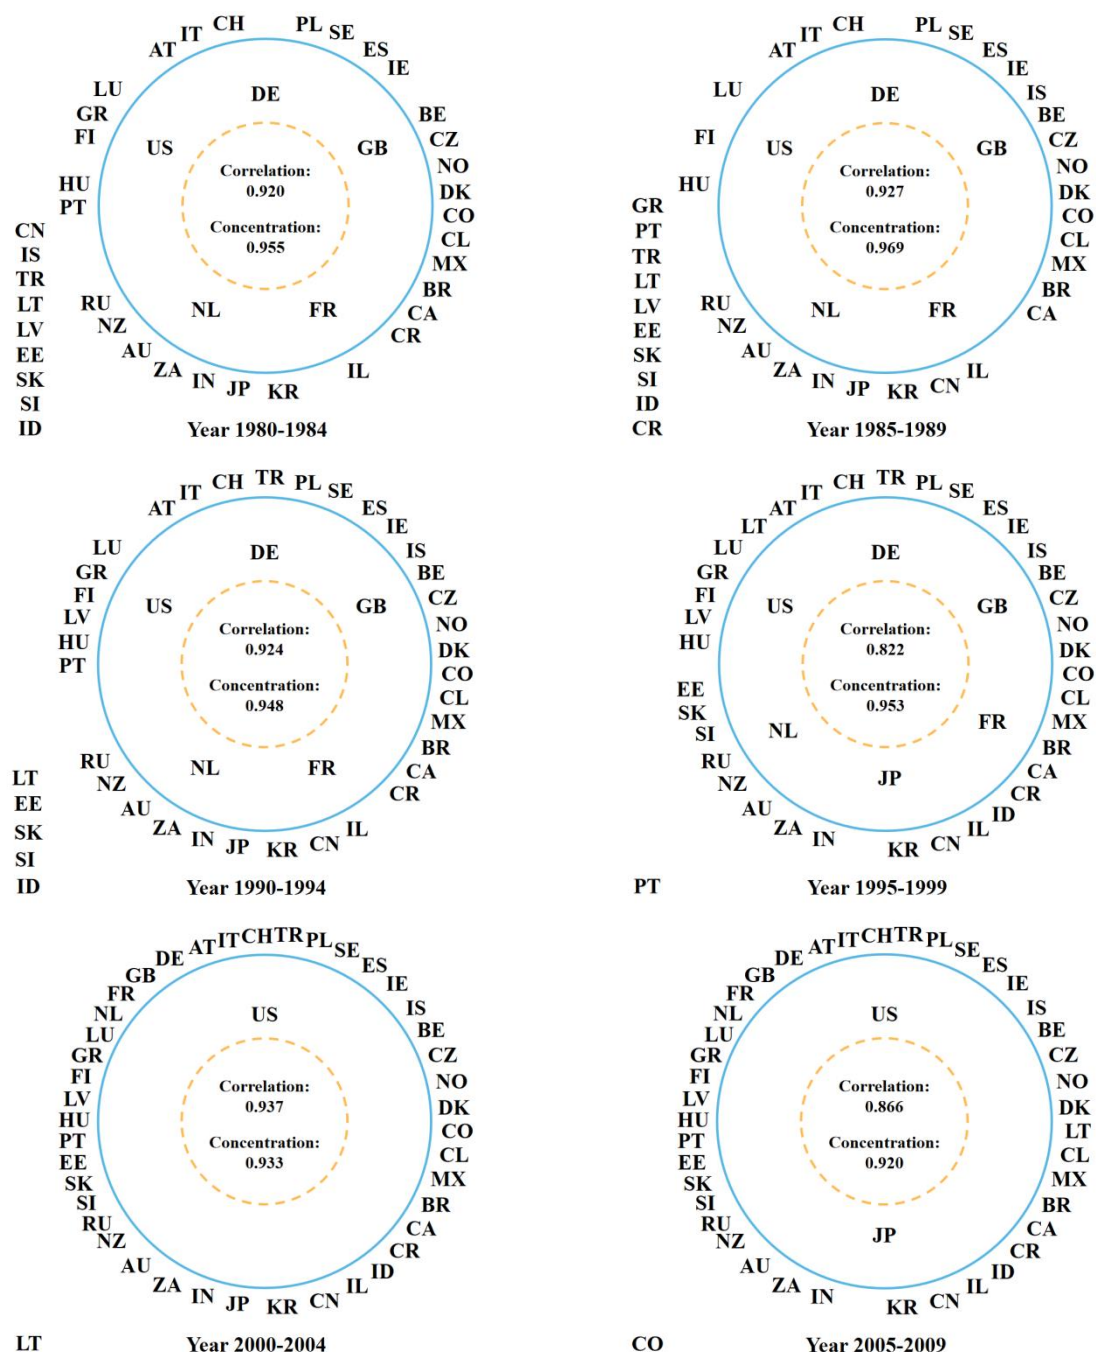 CH
PL
IT
SE
AT
ES
IE
LU
DE
GR
BE
FI
US
GB
CZ
Correlation:
0.920
NO
HU
DK
PT
CO
CN
Concentration:
0.955
CL
IS
MX
TR
BR
LT
RU
NL
FR
CA
LV
NZ
CR
EE
AU
SK
ZA
IN
JP
KR
IL
SI
ID
Year 1980-1984
CH
PL
IT
SE
AT
ES
IE
LU
DE
IS
BE
FI
US
GB
CZ
Correlation:
0.927
NO
HU
DK
GR
CO
PT
Concentration:
0.969
CL
TR
MX
LT
BR
LV
RU
NL
FR
CA
EE
NZ
SK
AU
ZA
IN
JP
KR
CN
IL
SI
ID
CR
Year 1985-1989
CH
TR
PL
IT
SE
AT
ES
IE
LU
DE
IS
GR
BE
FI
US
GB
CZ
LV
Correlation:
0.924
NO
HU
DK
PT
CO
Concentration:
0.948
CL
MX
BR
RU
NL
FR
CA
LT
NZ
CR
EE
AU
SK
ZA
IN
JP
KR
CN
IL
SI
ID
Year 1990-1994
CH
TR
PL
IT
SE
AT
ES
LT
IE
LU
DE
IS
GR
BE
FI
US
GB
CZ
LV
Correlation:
0.822
NO
HU
DK
CO
EE
Concentration:
0.953
CL
SK
MX
SI
NL
FR
BR
RU
JP
CA
NZ
CR
AU
ID
ZA
IN
KR
CN
IL
PT
Year 1995-1999
CH
TR
PL
IT
SE
AT
ES
DE
IE
GB
FR
IS
NL
US
BE
LU
GR
CZ
FI
NO
LV
Correlation:
0.937
DK
HU
CO
PT
Concentration:
0.933
CL
EE
MX
SK
SI
BR
RU
CA
NZ
CR
AU
ID
ZA
IN
JP
KR
CN
IL
LT
Year 2000-2004
CH
TR
PL
IT
SE
AT
ES
DE
IE
GB
FR
IS
NL
US
BE
LU
GR
CZ
FI
NO
LV
Correlation:
0.866
DK
HU
LT
PT
Concentration:
0.920
CL
EE
MX
SK
SI
BR
RU
JP
CA
NZ
CR
AU
ID
ZA
IN
KR
CN
IL
CO
Year 2005-2009